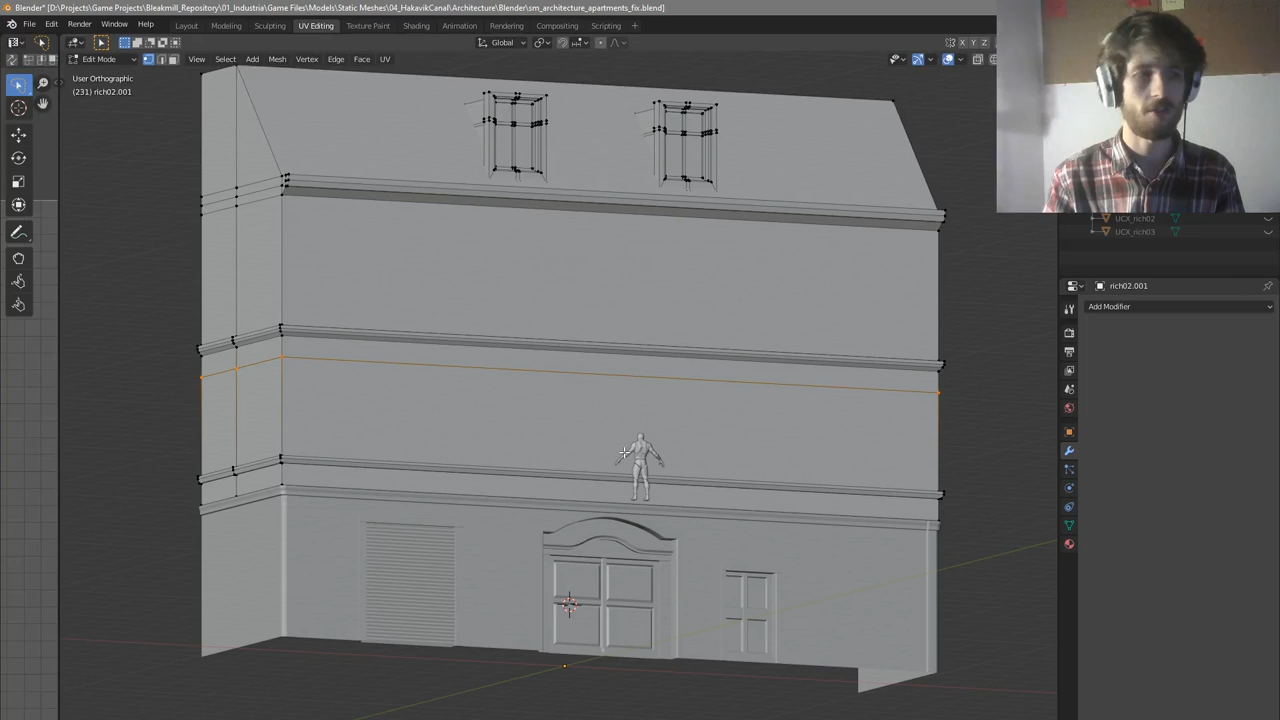 Blender* [D:\Projects\Game Projects\Bleakmill_Repository\01_Industria\Game Files\Models\Static Meshes\04_HakavikCanal\Architecture\Blender\sm_architecture_apartments_fix.blend]
File Edit Render Window Help Layout Modeling Sculpting UV Editing Texture Paint Shading Animation Rendering Compositing Scripting +
Global X Y Z
Edit Mode View Select Add Mesh Vertex Edge Face UV
User Orthographic
(231) rich02.001
UCX_rich02
UCX_rich03
rich02.001
Add Modifier